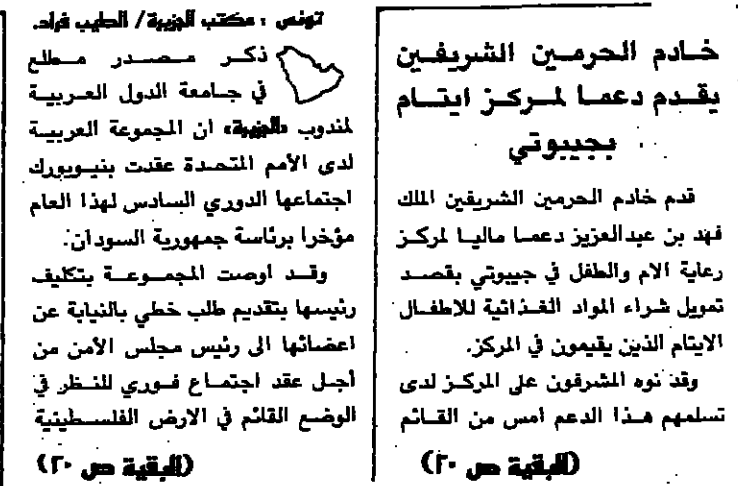 خادم الحرمين الشريفين
يقدم دعما لمركز ايتام
بجيبوتي
قدم خادم الحرمين الشريفين الملك
فهد بن عبدالعزيز دعما ماليا لمركز
رعاية الام والطفل في جيبوتي بقصد
تمويل شراء المواد الغذائية للاطفال
الايتام الذين يقيمون في المركز.
وقد نوه المشرفون على المركز لدى
تسلمهم هذا الدعم امس من القائم
(البقية ص ٢٠)
تونس : مكتب الجزيرة / الطيب فراد.
ذكر مصدر مطلع
في جامعة الدول العربية
لمندوب «الجزيرة» ان المجموعة العربية
لدى الأمم المتحدة عقدت بنيويورك
اجتماعها الدوري السادس لهذا العام
مؤخرا برئاسة جمهورية السودان.
وقد اوصت المجموعة بتكليف
رئيسها بتقديم طلب خطي بالنيابة عن
اعضائها الى رئيس مجلس الأمن من
أجل عقد اجتماع فوري للنظر في
الوضع القائم في الارض الفلسطينية
(البقية ص ٢٠)